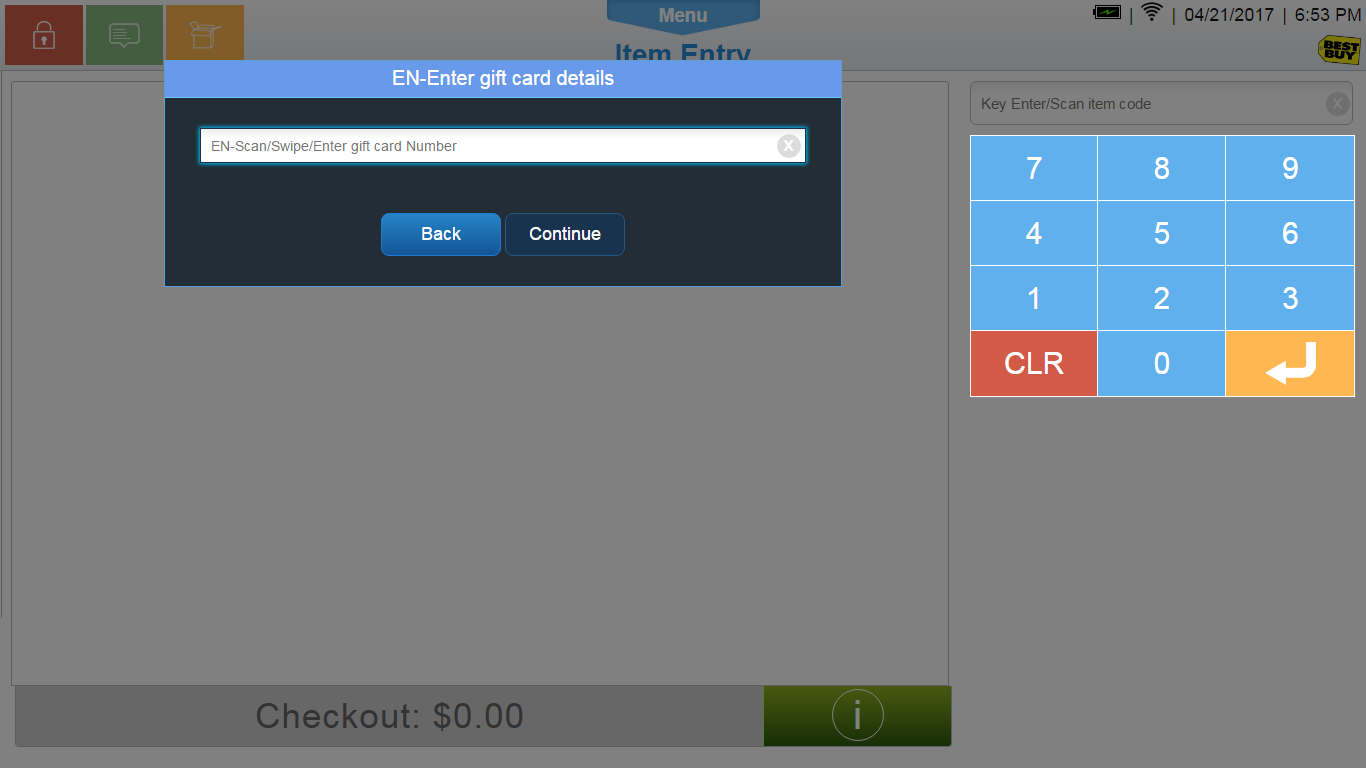 Menu
| | 04/21/2017 | 6:53 PM
Item Entry
BEST
BUY
EN-Enter gift card details
EN-Scan/Swipe/Enter gift card Number
X
Back
Continue
Key Enter/Scan item code
X
7 8 9
4 5 6
1 2 3
CLR 0
Checkout: $0.00
i